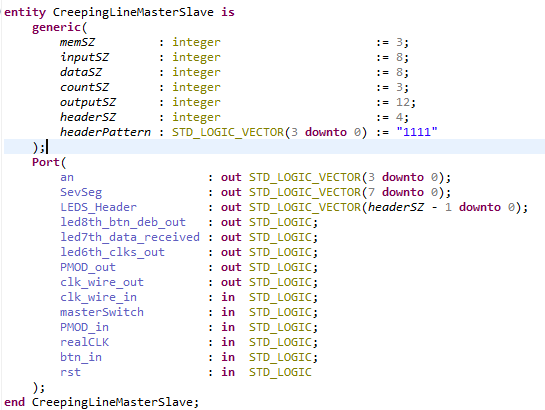 entity CreepingLineMasterSlave is
generic(
memSZ : integer := 3;
inputSZ : integer := 8;
dataSZ : integer := 8;
countSZ : integer := 3;
outputSZ : integer := 12;
headerSZ : integer := 4;
headerPattern : STD_LOGIC_VECTOR(3 downto 0) := "1111"
);
Port(
an : out STD_LOGIC_VECTOR(3 downto 0);
SevSeg : out STD_LOGIC_VECTOR(7 downto 0);
LEDS_Header : out STD_LOGIC_VECTOR(headerSZ - 1 downto 0);
led8th_btn_deb_out : out STD_LOGIC;
led7th_data_received : out STD_LOGIC;
led6th_clks_out : out STD_LOGIC;
PMOD_out : out STD_LOGIC;
clk_wire_out : out STD_LOGIC;
clk_wire_in : in STD_LOGIC;
masterSwitch : in STD_LOGIC;
PMOD_in : in STD_LOGIC;
realCLK : in STD_LOGIC;
btn_in : in STD_LOGIC;
rst : in STD_LOGIC
);
end CreepingLineMasterSlave;